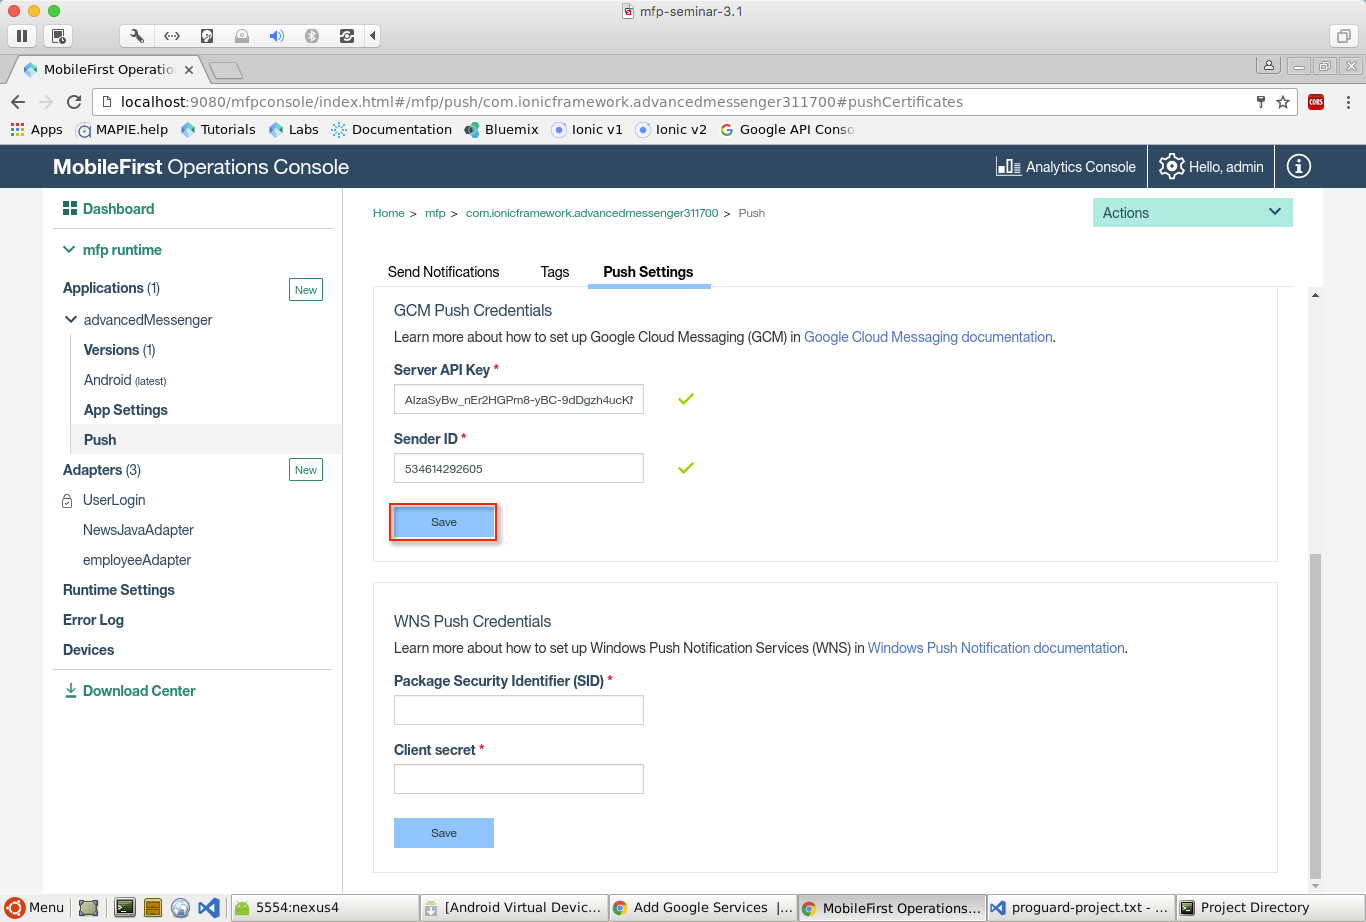 mfp-seminar-3.1
MobileFirst Operatio
localhost:9080/mfpconsole/index.html#/mfp/push/com.ionicframework.advancedmessenger311700#pushCertificates
CORS
Apps
MAPIE.help
Tutorials
Labs
Documentation
Bluemix
Ionic v1
Ionic v2
Google API Conso
MobileFirst Operations Console
Analytics Console
Hello, admin
Dashboard
mfp runtime
Applications (1)
New
advancedMessenger
Versions (1)
Android (latest)
App Settings
Push
Adapters (3)
New
UserLogin
NewsJavaAdapter
employeeAdapter
Runtime Settings
Error Log
Devices
Download Center
Home > mfp > com.ionicframework.advancedmessenger311700 > Push
Actions
Send Notifications
Tags
Push Settings
GCM Push Credentials
Learn more about how to set up Google Cloud Messaging (GCM) in Google Cloud Messaging documentation.
Server API Key *
AIzaSyBw_nEr2HGPm8-yBC-9dDgzh4ucKN
Sender ID *
534614292605
Save
WNS Push Credentials
Learn more about how to set up Windows Push Notification Services (WNS) in Windows Push Notification documentation.
Package Security Identifier (SID) *
Client secret *
Save
Menu
5554:nexus4
[Android Virtual Devic...
Add Google Services |...
MobileFirst Operations...
proguard-project.txt - ...
Project Directory